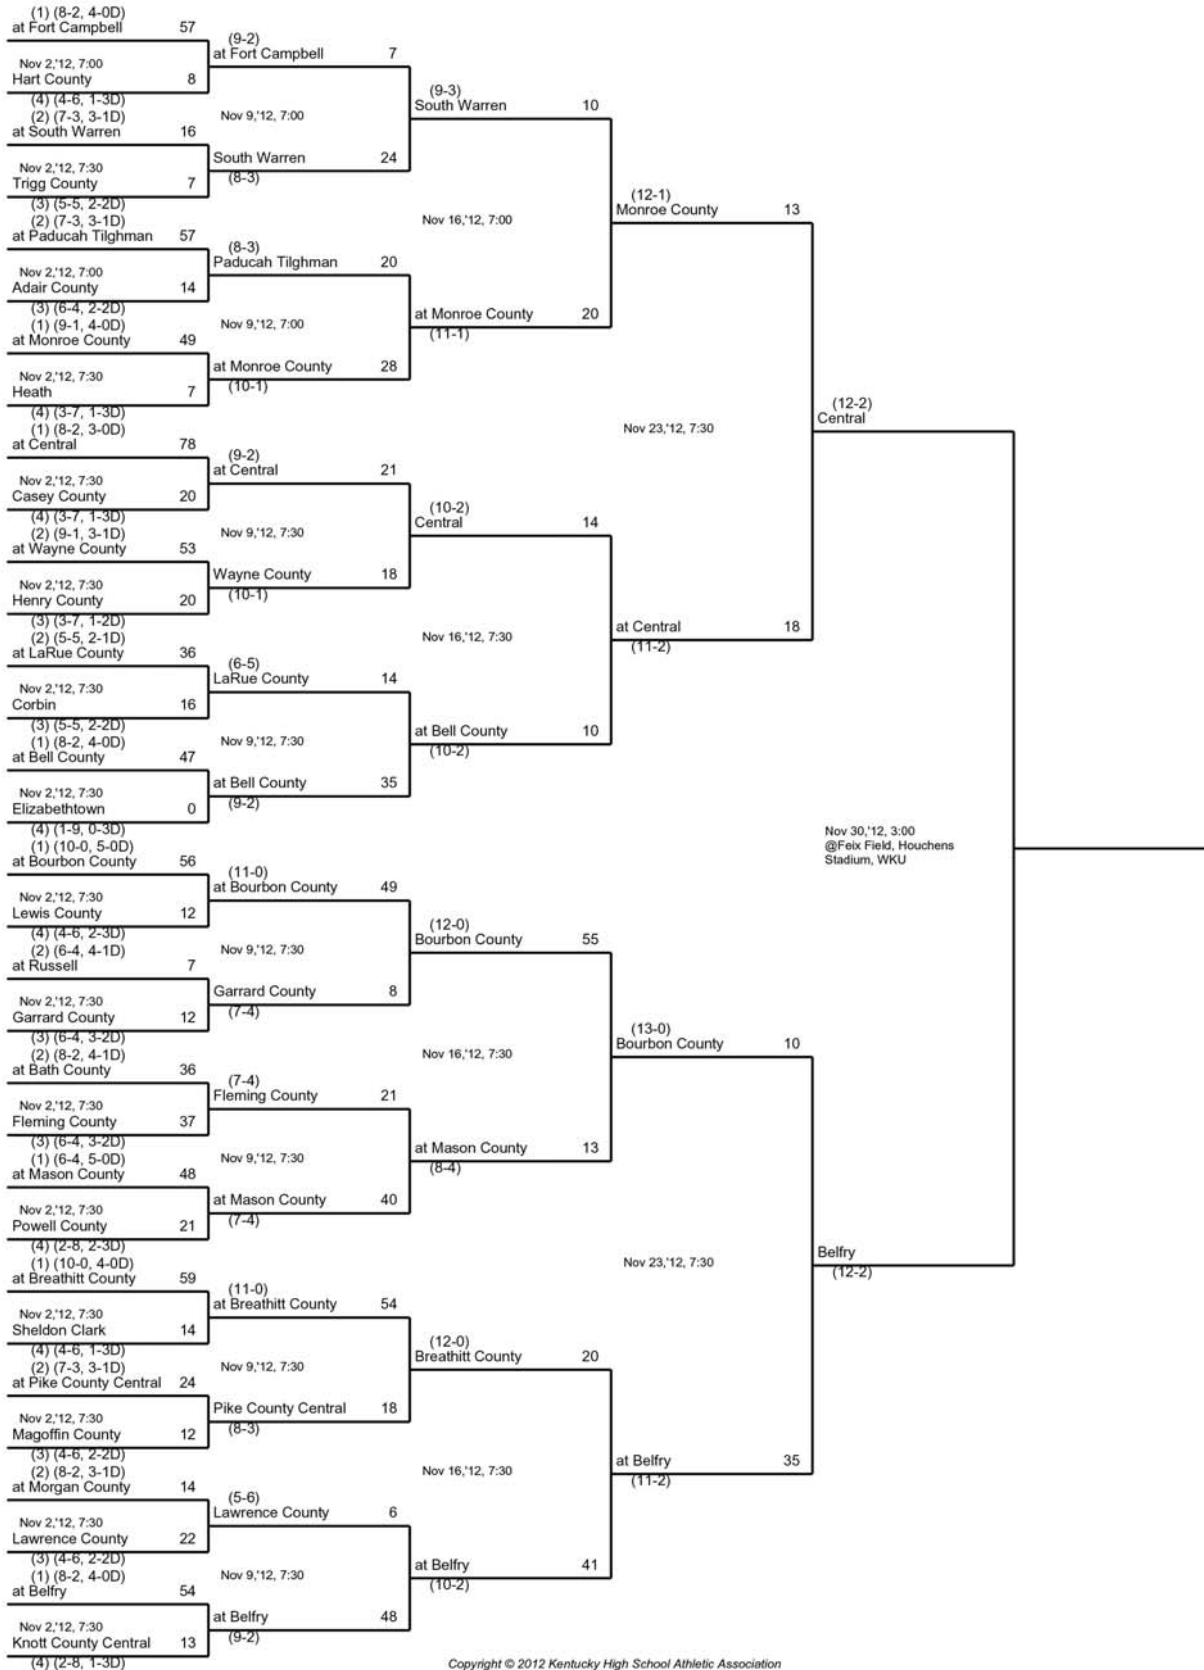 (1) (8-2, 4-0D)
at Fort Campbell 57
Nov 2,'12, 7:00
Hart County 8
(4) (4-6, 1-3D)
(2) (7-3, 3-1D)
at South Warren 16
Nov 2,'12, 7:30
Trigg County 7
(3) (5-5, 2-2D)
(2) (7-3, 3-1D)
at Paducah Tilghman 57
Nov 2,'12, 7:00
Adair County 14
(3) (6-4, 2-2D)
(1) (9-1, 4-0D)
at Monroe County 49
Nov 2,'12, 7:30
Heath 7
(4) (3-7, 1-3D)
(1) (8-2, 3-0D)
at Central 78
Nov 2,'12, 7:30
Casey County 20
(4) (3-7, 1-3D)
(2) (9-1, 3-1D)
at Wayne County 53
Nov 2,'12, 7:30
Henry County 20
(3) (3-7, 1-2D)
(2) (5-5, 2-1D)
at LaRue County 36
Nov 2,'12, 7:30
Corbin 16
(3) (5-5, 2-2D)
(1) (8-2, 4-0D)
at Bell County 47
Nov 2,'12, 7:30
Elizabethtown 0
(4) (1-9, 0-3D)
(1) (10-0, 5-0D)
at Bourbon County 56
Nov 2,'12, 7:30
Lewis County 12
(4) (4-6, 2-3D)
(2) (6-4, 4-1D)
at Russell 7
Nov 2,'12, 7:30
Garrard County 12
(3) (6-4, 3-2D)
(2) (8-2, 4-1D)
at Bath County 36
Nov 2,'12, 7:30
Fleming County 37
(3) (6-4, 3-2D)
(1) (6-4, 5-0D)
at Mason County 48
Nov 2,'12, 7:30
Powell County 21
(4) (2-8, 2-3D)
(1) (10-0, 4-0D)
at Breathitt County 59
Nov 2,'12, 7:30
Sheldon Clark 14
(4) (4-6, 1-3D)
(2) (7-3, 3-1D)
at Pike County Central 24
Nov 2,'12, 7:30
Magoffin County 12
(3) (4-6, 2-2D)
(2) (8-2, 3-1D)
at Morgan County 14
Nov 2,'12, 7:30
Lawrence County 22
(3) (4-6, 2-2D)
(1) (8-2, 4-0D)
at Belfry 54
Nov 2,'12, 7:30
Knott County Central 13
(4) (2-8, 1-3D)
(9-2)
at Fort Campbell 7
Nov 9,'12, 7:00
South Warren 24
(8-3)
(8-3)
Paducah Tilghman 20
Nov 9,'12, 7:00
at Monroe County 28
(10-1)
(9-2)
at Central 21
Nov 9,'12, 7:30
Wayne County 18
(10-1)
(6-5)
LaRue County 14
Nov 9,'12, 7:30
at Bell County 35
(9-2)
(11-0)
at Bourbon County 49
Nov 9,'12, 7:30
Garrard County 8
(7-4)
(7-4)
Fleming County 21
Nov 9,'12, 7:30
at Mason County 40
(7-4)
(11-0)
at Breathitt County 54
Nov 9,'12, 7:30
Pike County Central 18
(8-3)
(5-6)
Lawrence County 6
Nov 9,'12, 7:30
at Belfry 48
(9-2)
(9-3)
South Warren 10
Nov 16,'12, 7:00
at Monroe County 20
(11-1)
(10-2)
Central 14
Nov 16,'12, 7:30
at Bell County 10
(10-2)
(12-0)
Bourbon County 55
Nov 16,'12, 7:30
at Mason County 13
(8-4)
(12-0)
Breathitt County 20
Nov 16,'12, 7:30
at Belfry 41
(10-2)
(12-1)
Monroe County 13
Nov 23,'12, 7:30
at Central 18
(11-2)
(13-0)
Bourbon County 10
Nov 23,'12, 7:30
at Belfry 35
(11-2)
(12-2)
Central
Nov 30,'12, 3:00
@Feix Field, Houchens
Stadium, WKU
Belfry
(12-2)
Copyright © 2012 Kentucky High School Athletic Association